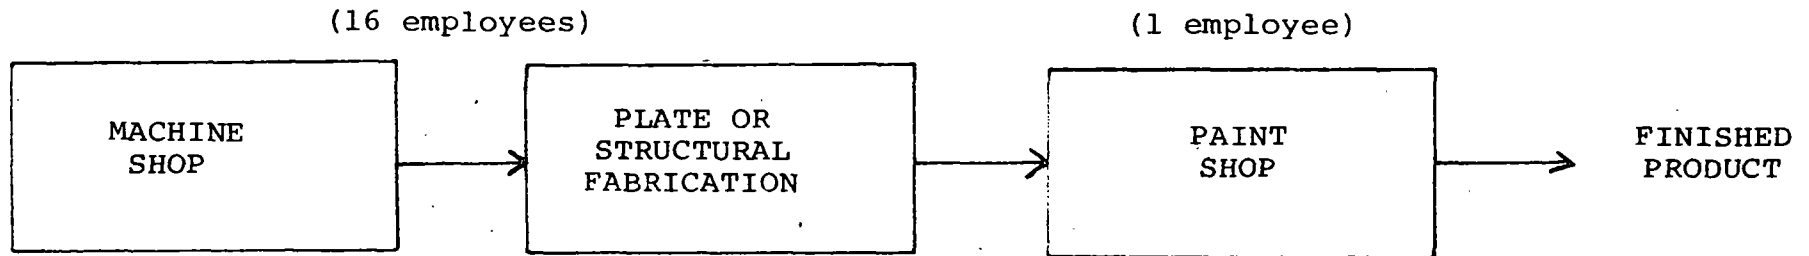 (16 employees)
(1 employee)
MACHINE
SHOP
PLATE OR
STRUCTURAL
FABRICATION
PAINT
SHOP
FINISHED
PRODUCT